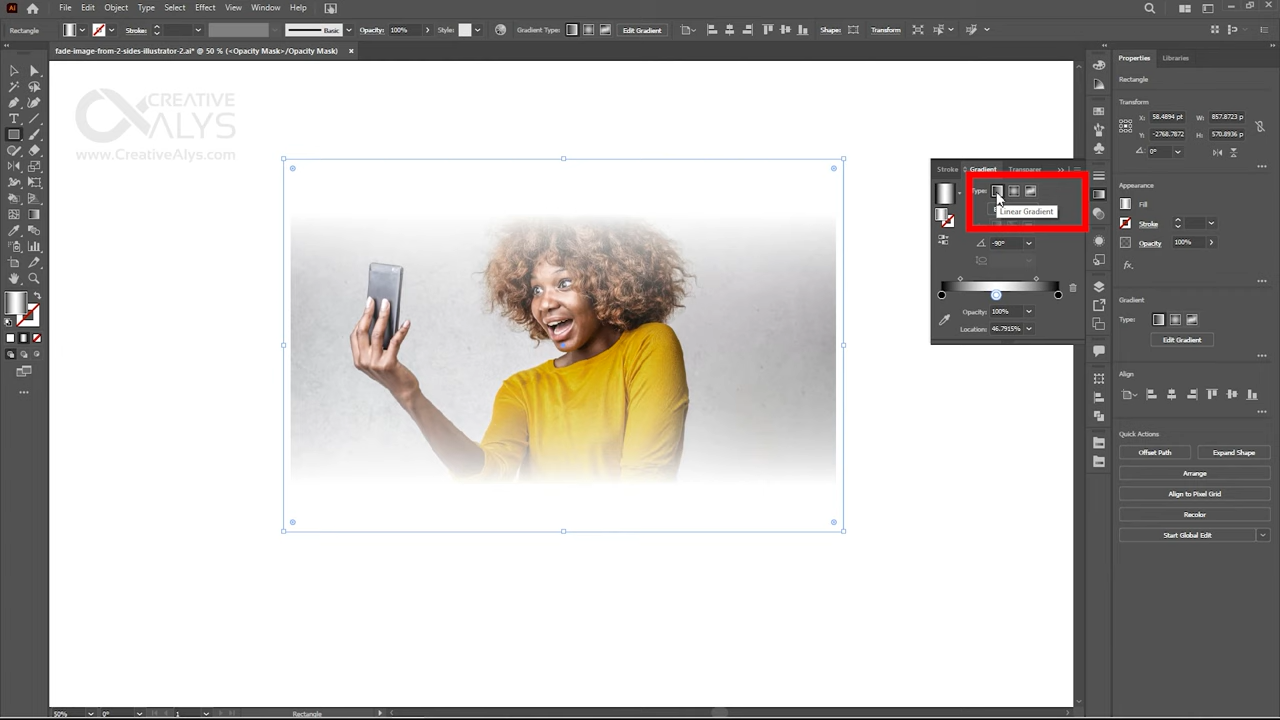 File Edit Object Type Select Effect View Window Help
Rectangle Stroke: Basic Opacity: 100% Style: Gradient Type: Edit Gradient Shape: Transform
fade-image-from-2-sides-illustrator-2.ai* @ 50 % (<Opacity Mask>/Opacity Mask) ×
CREATIVE
ALYS
www.CreativeAlys.com
Stroke Gradient Transparer
Type:
Linear Gradient
-90°
Opacity: 100%
Location: 46.7915%
Properties Libraries
Rectangle
Transform
X: 58.4894 pt W: 857.8723 p
Y: -2768.7872 H: 570.8936 p
0°
Appearance
Fill
Stroke
Opacity 100%
fx
Gradient
Type:
Edit Gradient
Align
Quick Actions
Offset Path Expand Shape
Arrange
Align to Pixel Grid
Recolor
Start Global Edit
50% 0° 1 Rectangle